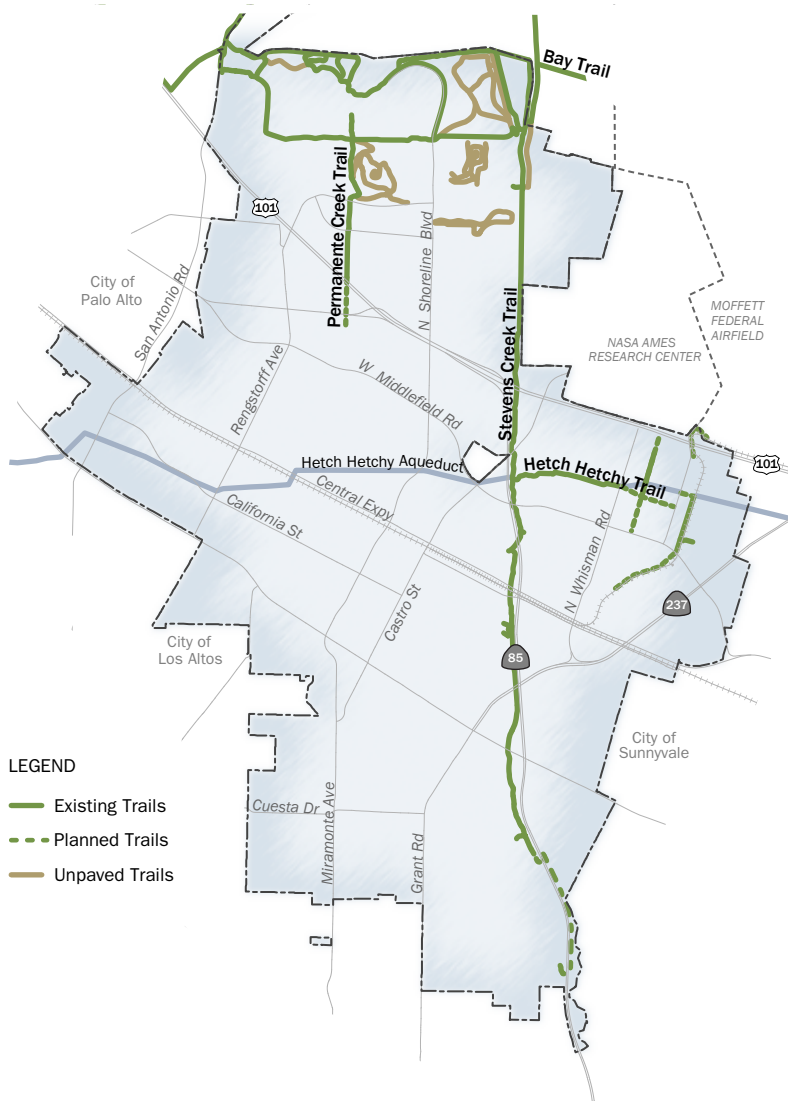 Bay Trail
Permanente Creek Trail
101
N Shoreline Blvd
City of
Palo Alto
San Antonio Rd
MOFFETT
FEDERAL
AIRFIELD
NASA AMES
RESEARCH CENTER
Stevens Creek Trail
Rengstorff Ave
W Middlefield Rd
Hetch Hetchy Aqueduct
Hetch Hetchy Trail
101
Central Expy
California St
N Whisman Rd
Castro St
237
City of
Los Altos
85
City of
Sunnyvale
LEGEND
Existing Trails
Planned Trails
Unpaved Trails
Cuesta Dr
Miramonte Ave
Grant Rd